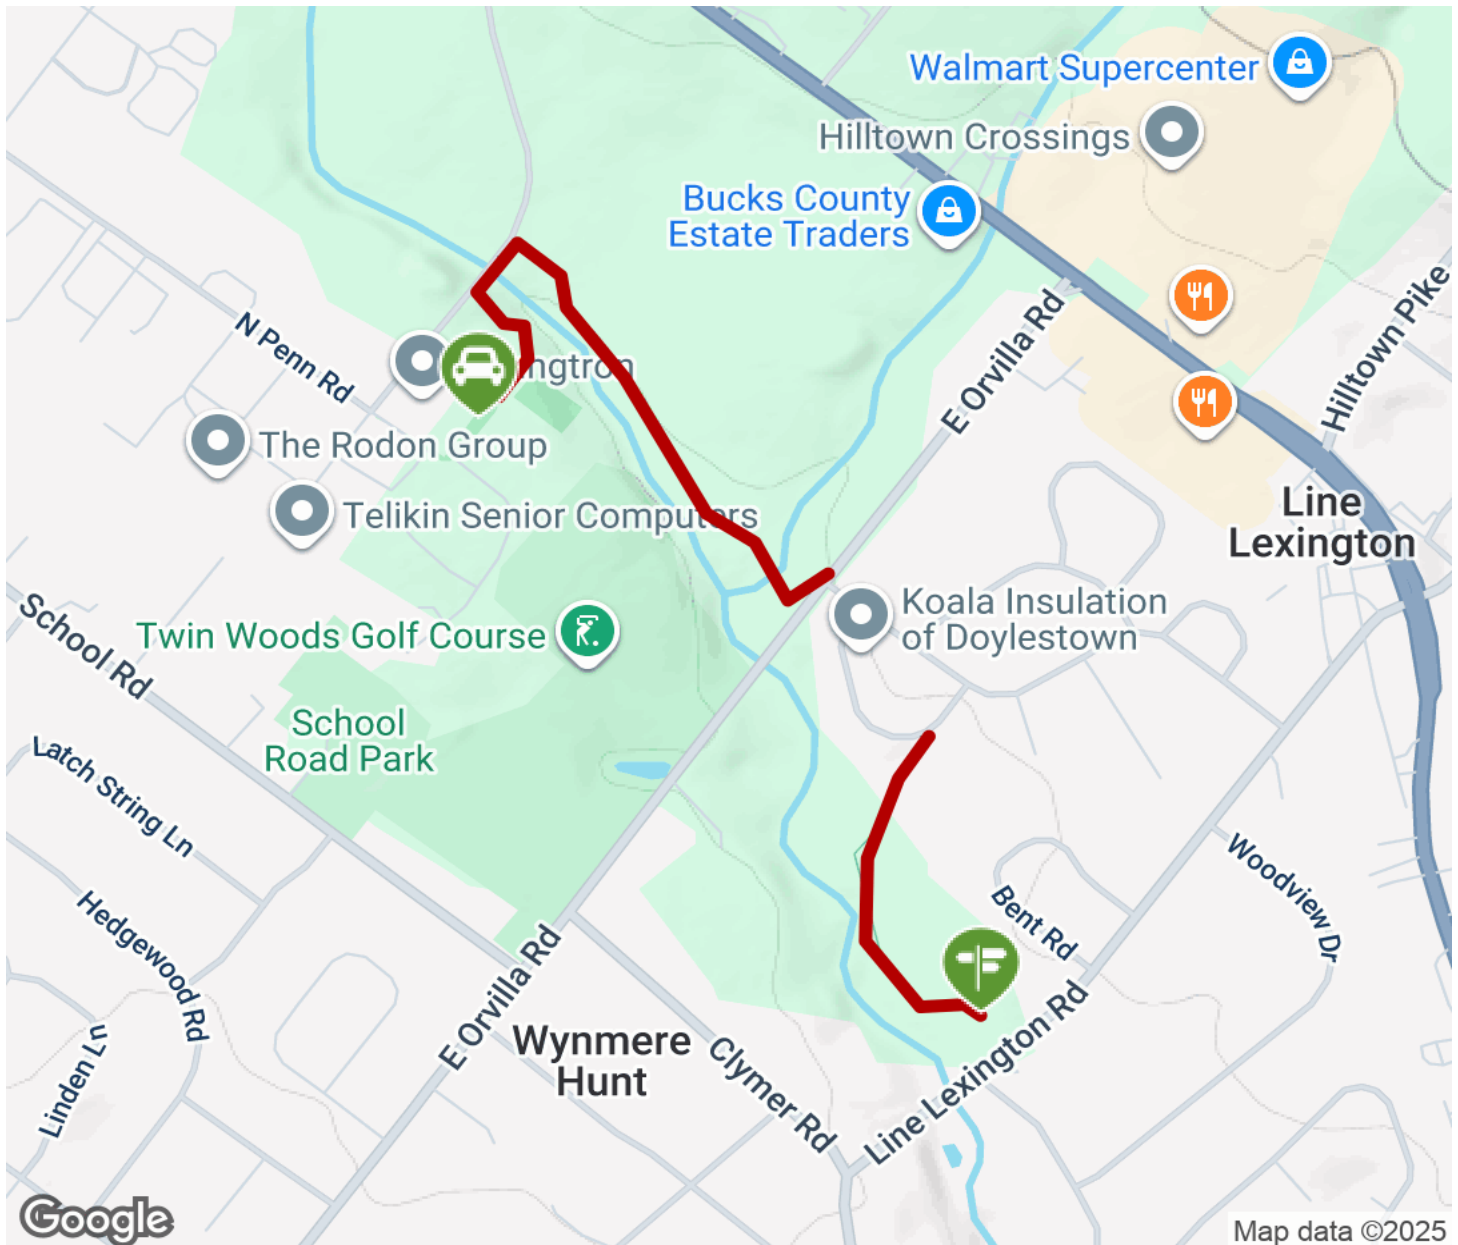 Walmart Supercenter
Hilltown Crossings
Bucks County
Estate Traders
Hilltown Pike
E Orvilla Rd
N Penn Rd
The Rodon Group
Telikin Senior Computers
Line
Lexington
Koala Insulation
of Doylestown
Twin Woods Golf Course
School Rd
School
Road Park
Latch String Ln
Hedgewood Rd
Linden Ln
E Orvilla Rd
Wynmere
Hunt
Clymer Rd
Line Lexington Rd
Bent Rd
Woodview Dr
Google
Map data ©2025